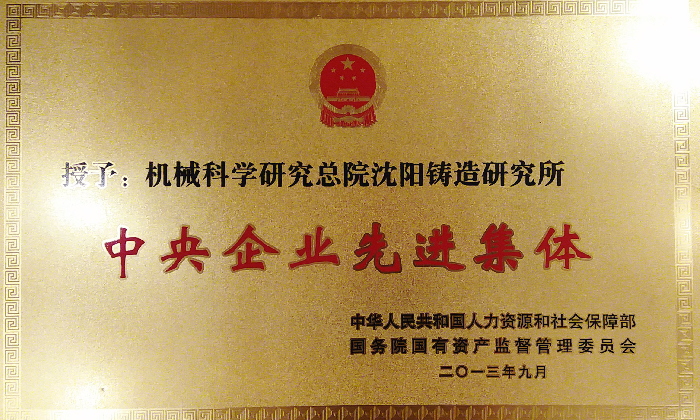 授予：机械科学研究总院沈阳铸造研究所
中央企业先进集体
中华人民共和国人力资源和社会保障部
国务院国有资产监督管理委员会
二〇一三年九月